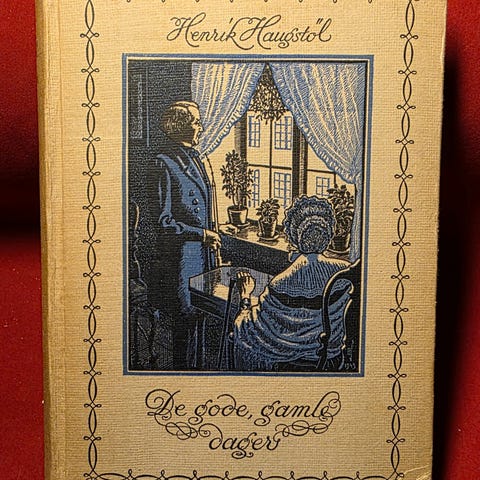 Henrik Haugstøl
De gode, gamle
dager